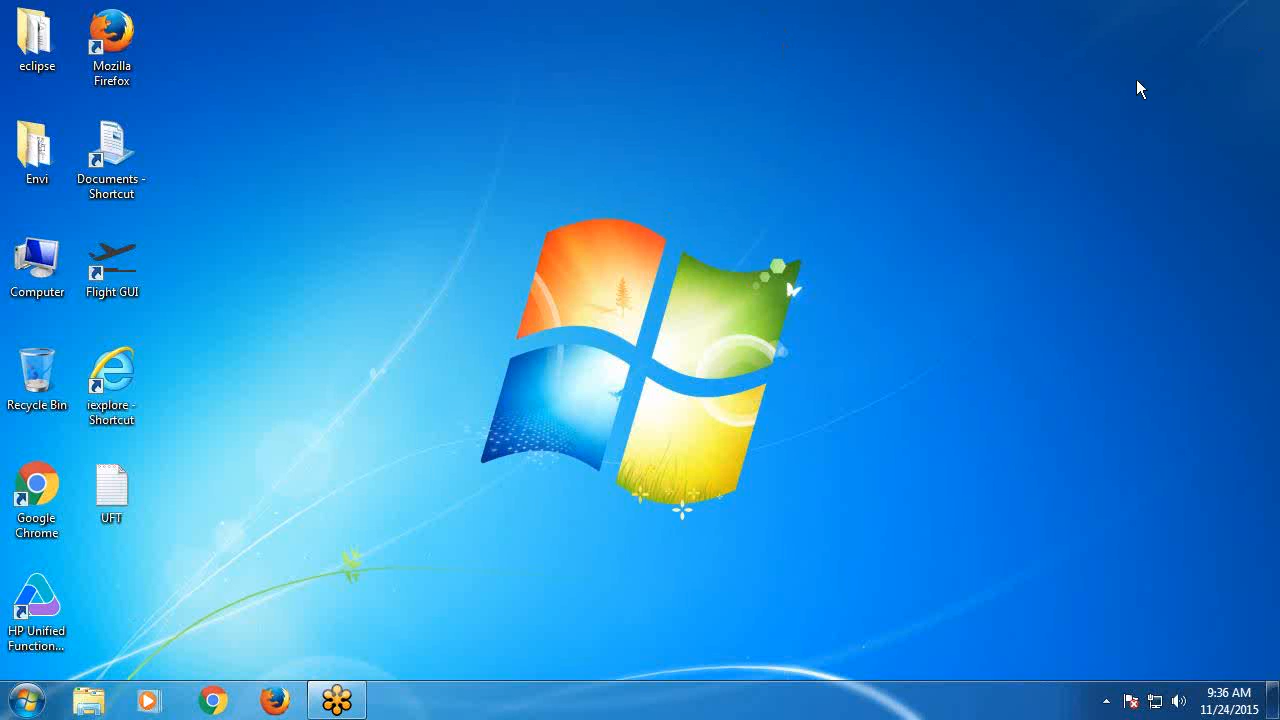 eclipse
Mozilla
Firefox
Envi
Documents -
Shortcut
Computer
Flight GUI
Recycle Bin
iexplore -
Shortcut
Google
Chrome
UFT
HP Unified
Function...
9:36 AM
11/24/2015